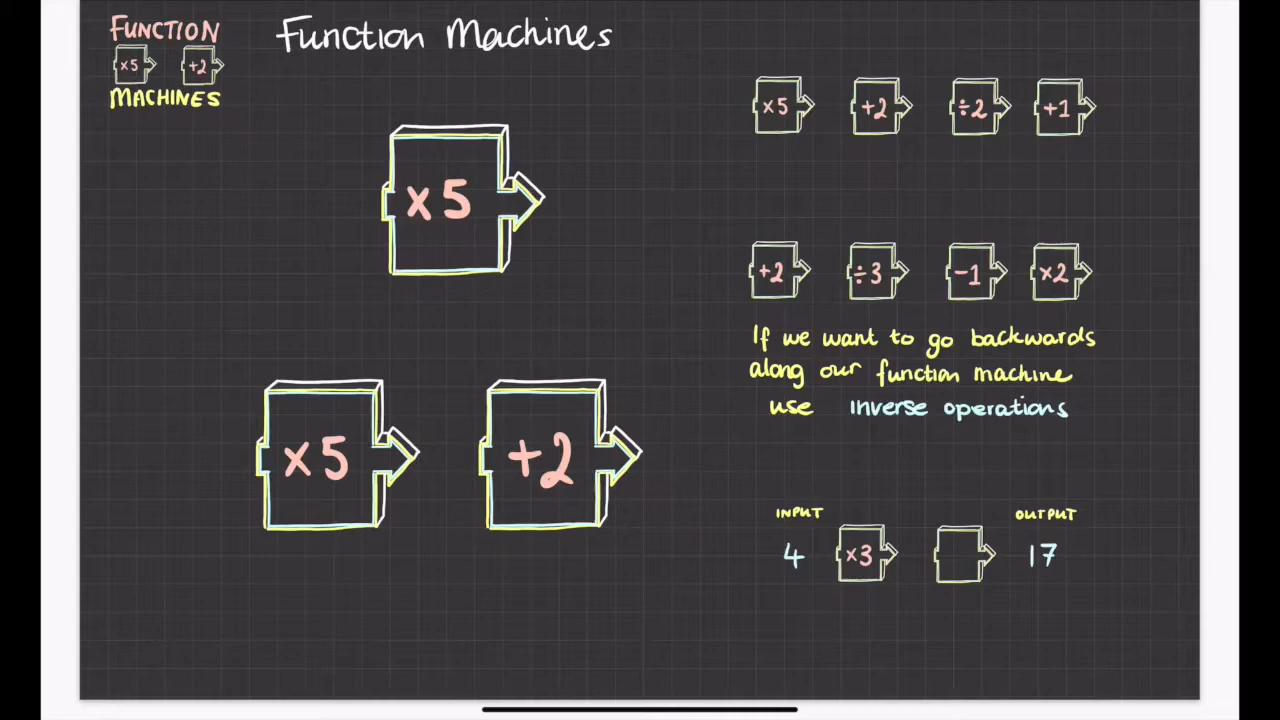 FUNCTION
×5 +2
MACHINES
Function Machines
×5
×5 +2
×5 +2 ÷2 +1
+2 ÷3 -1 ×2
If we want to go backwards
along our function machine
use inverse operations
INPUT OUTPUT
4 ×3 17